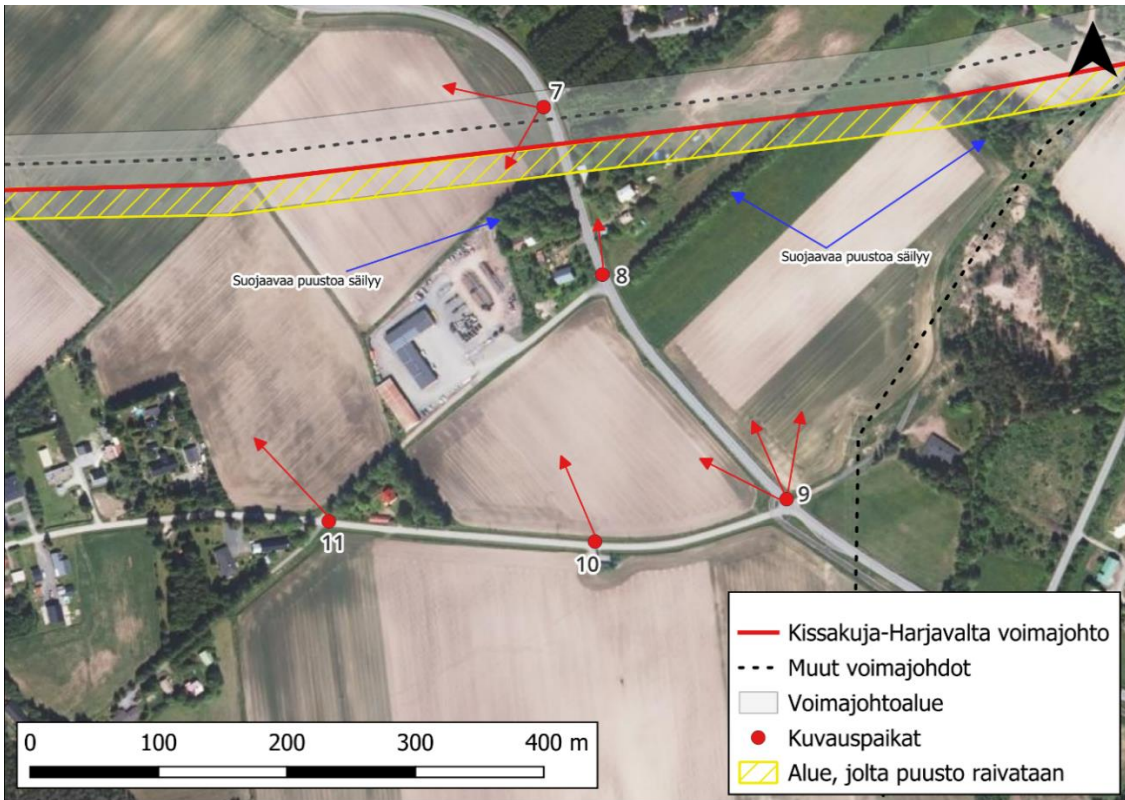 7
Suojaavaa puustoa säilyy
Suojaavaa puustoa säilyy
8
9
11
10
Kissakuja-Harjavalta voimajohto
Muut voimajohdot
Voimajohtoalue
Kuvauspaikat
Alue, jolta puusto raivataan
0 100 200 300 400 m